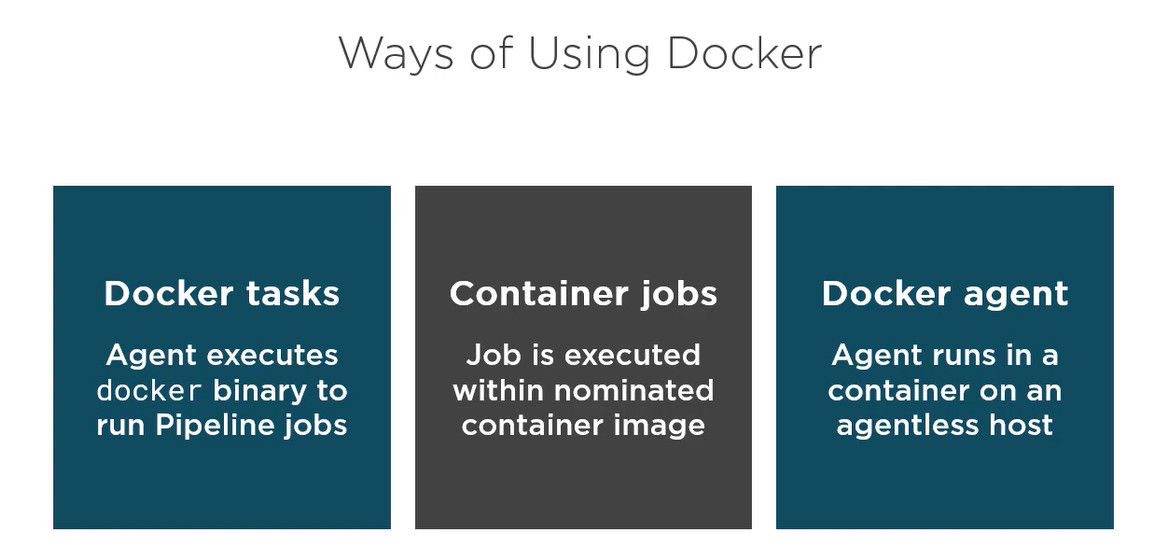 Ways of Using Docker
Docker tasks
Agent executes
docker binary to
run Pipeline jobs
Container jobs
Job is executed
within nominated
container image
Docker agent
Agent runs in a
container on an
agentless host